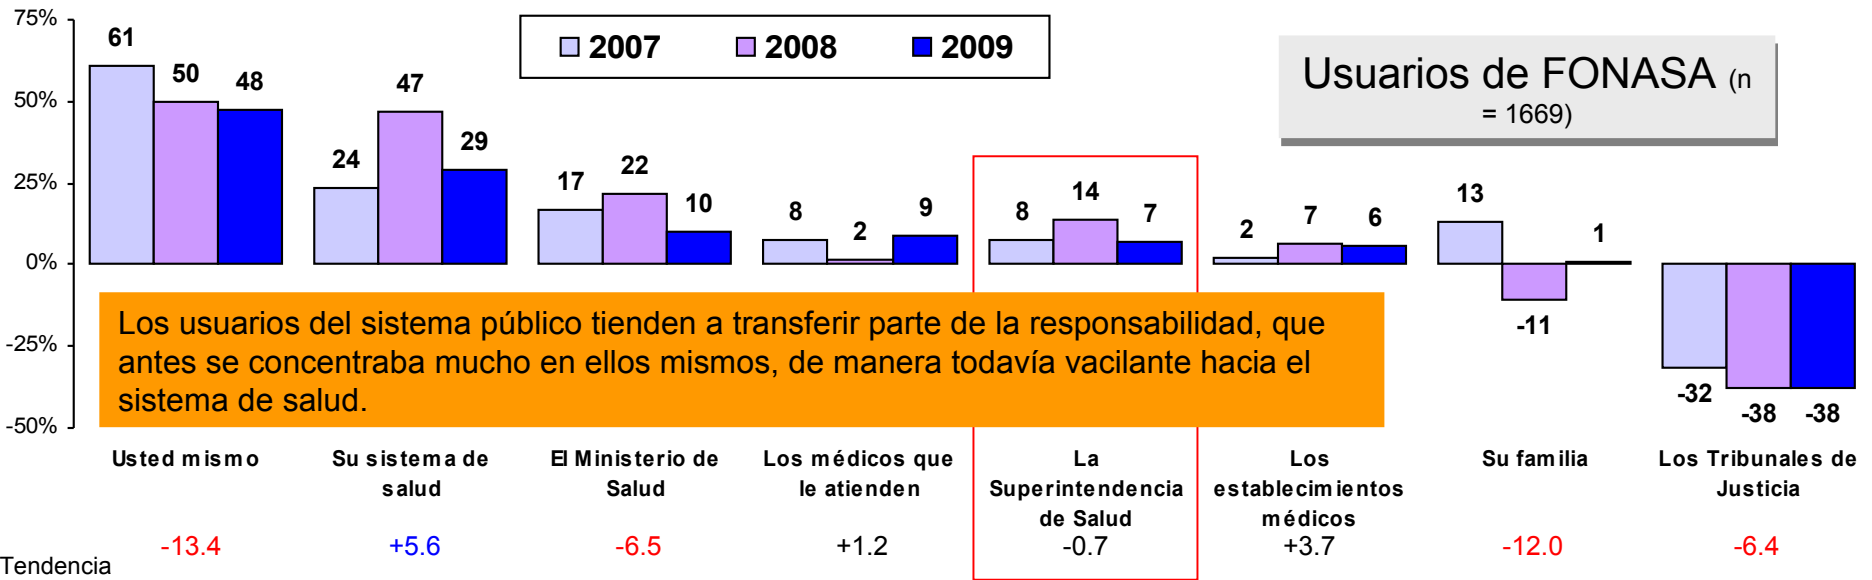 75%
50%
25%
0%
-25%
-50%
2007 2008 2009
Usuarios de FONASA (n
= 1669)
61 50 48
24 47 29
17 22 10
8 2 9
8 14 7
2 7 6
13 -11 1
-32 -38 -38
Los usuarios del sistema público tienden a transferir parte de la responsabilidad, que
antes se concentraba mucho en ellos mismos, de manera todavía vacilante hacia el
sistema de salud.
Usted mismo
Su sistema de
salud
El Ministerio de
Salud
Los médicos que
le atienden
La
Superintendencia
de Salud
Los
establecimientos
médicos
Su familia
Los Tribunales de
Justicia
Tendencia -13.4 +5.6 -6.5 +1.2 -0.7 +3.7 -12.0 -6.4